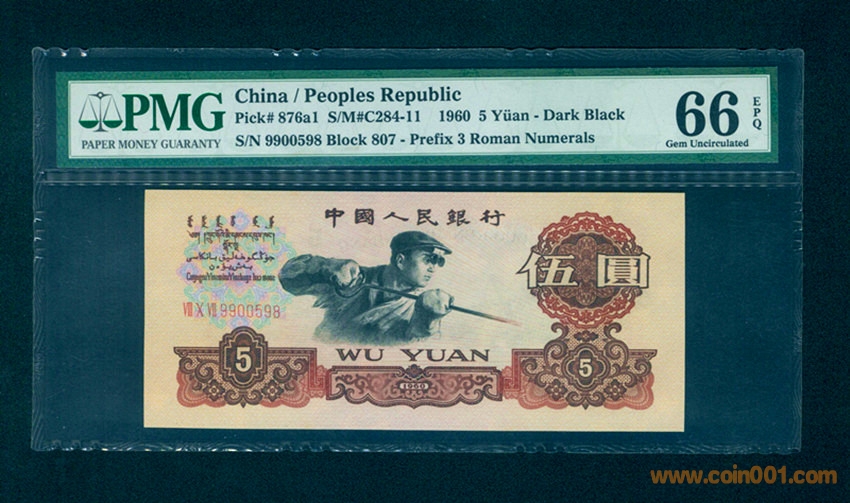 PMG
PAPER MONEY GUARANTY
China / Peoples Republic
Pick# 876a1 S/M#C284-11 1960 5 Yüan - Dark Black
S/N 9900598 Block 807 - Prefix 3 Roman Numerals
66 EPQ
Gem Uncirculated
中國人民銀行
伍圓
VIII X VII 9900598
5
WU YUAN
5
1960
www.coin001.com